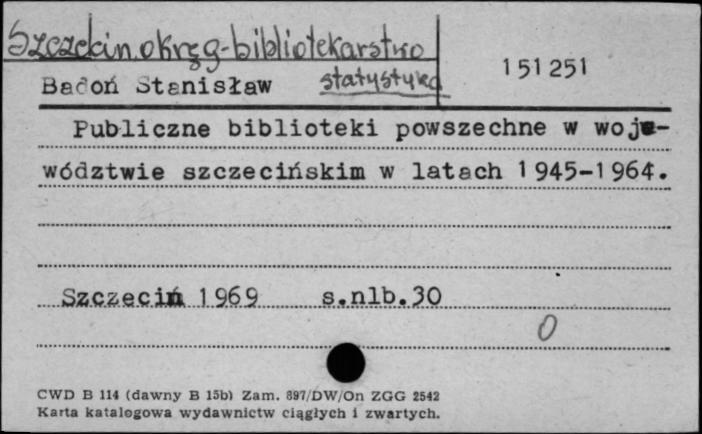 Szczecin. okręg-bibliotekarstwo
statystyka
151251
Badoń Stanisław
Publiczne biblioteki powszechne w woje-
wództwie szczecińskim w latach 1945-1964.
Szczecin 1969 s.nlb.30
0
CWD B 114 (dawny B 15b) Zam. 897/DW/On ZGG 2542
Karta katalogowa wydawnictw ciągłych i zwartych.